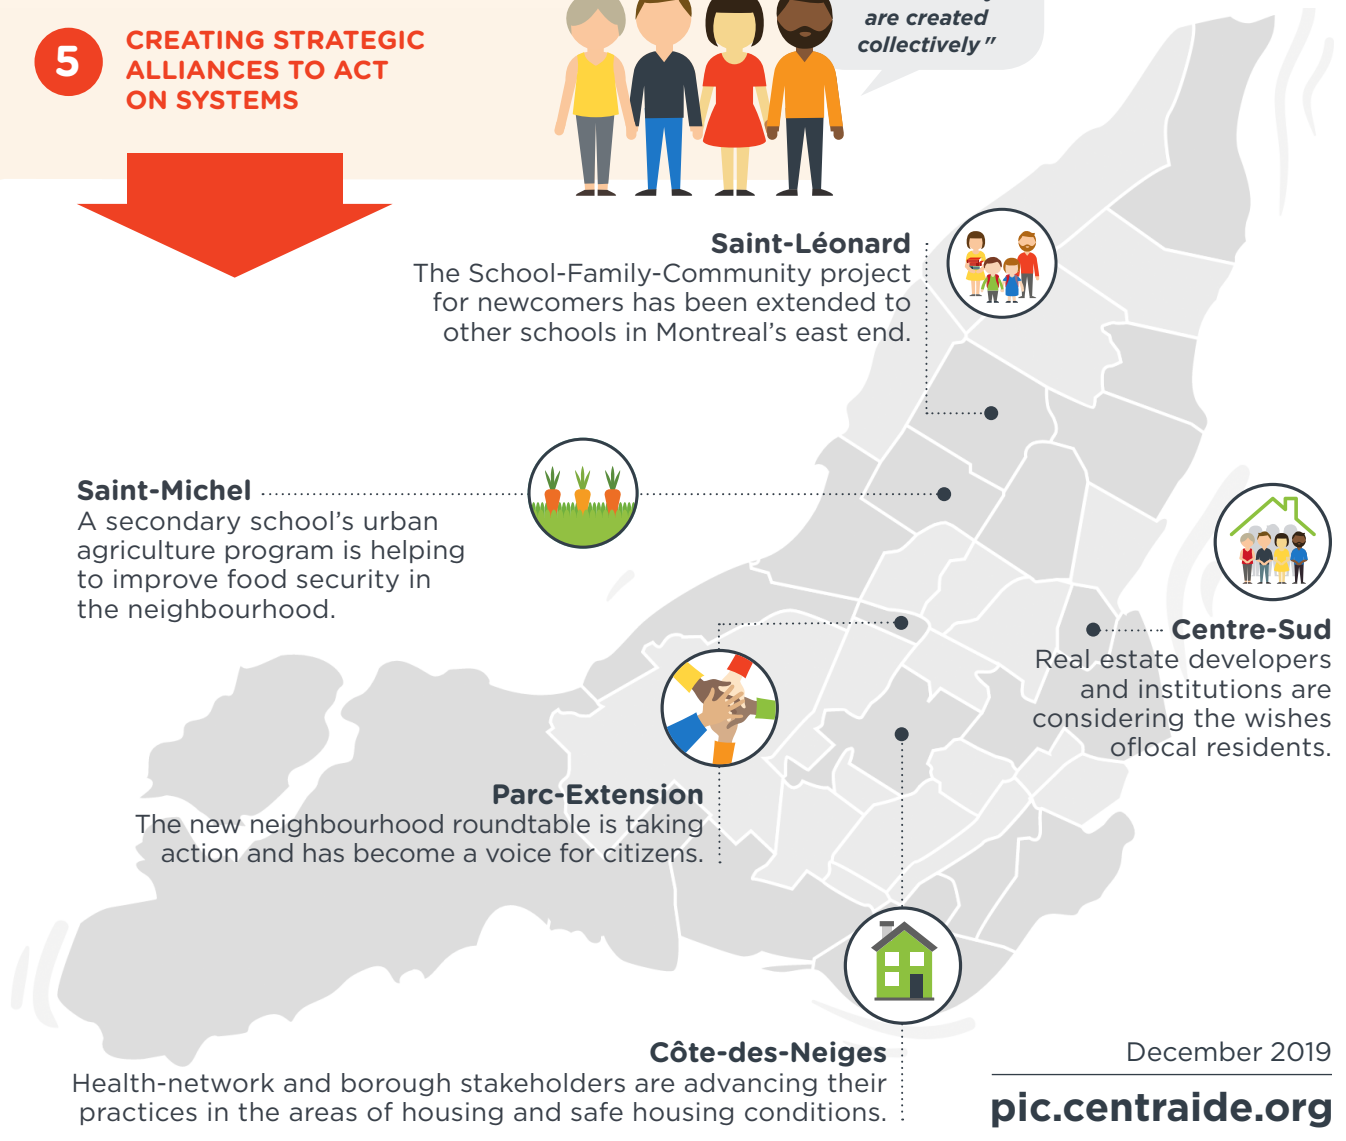 5
CREATING STRATEGIC
ALLIANCES TO ACT
ON SYSTEMS
are created
collectively”
Saint-Léonard
The School-Family-Community project
for newcomers has been extended to
other schools in Montreal’s east end.
Saint-Michel
A secondary school’s urban
agriculture program is helping
to improve food security in
the neighbourhood.
Centre-Sud
Real estate developers
and institutions are
considering the wishes
oflocal residents.
Parc-Extension
The new neighbourhood roundtable is taking
action and has become a voice for citizens.
Côte-des-Neiges
Health-network and borough stakeholders are advancing their
practices in the areas of housing and safe housing conditions.
December 2019
pic.centraide.org